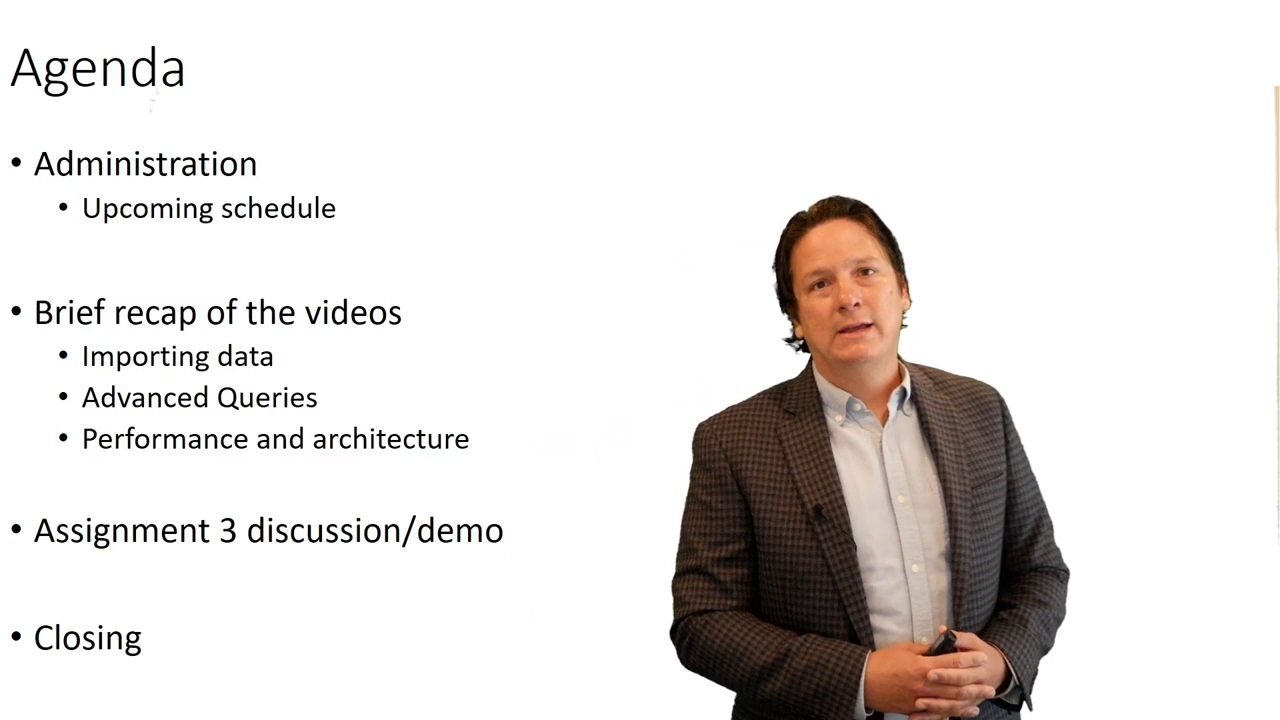 Agenda
• Administration
• Upcoming schedule
• Brief recap of the videos
• Importing data
• Advanced Queries
• Performance and architecture
• Assignment 3 discussion/demo
• Closing